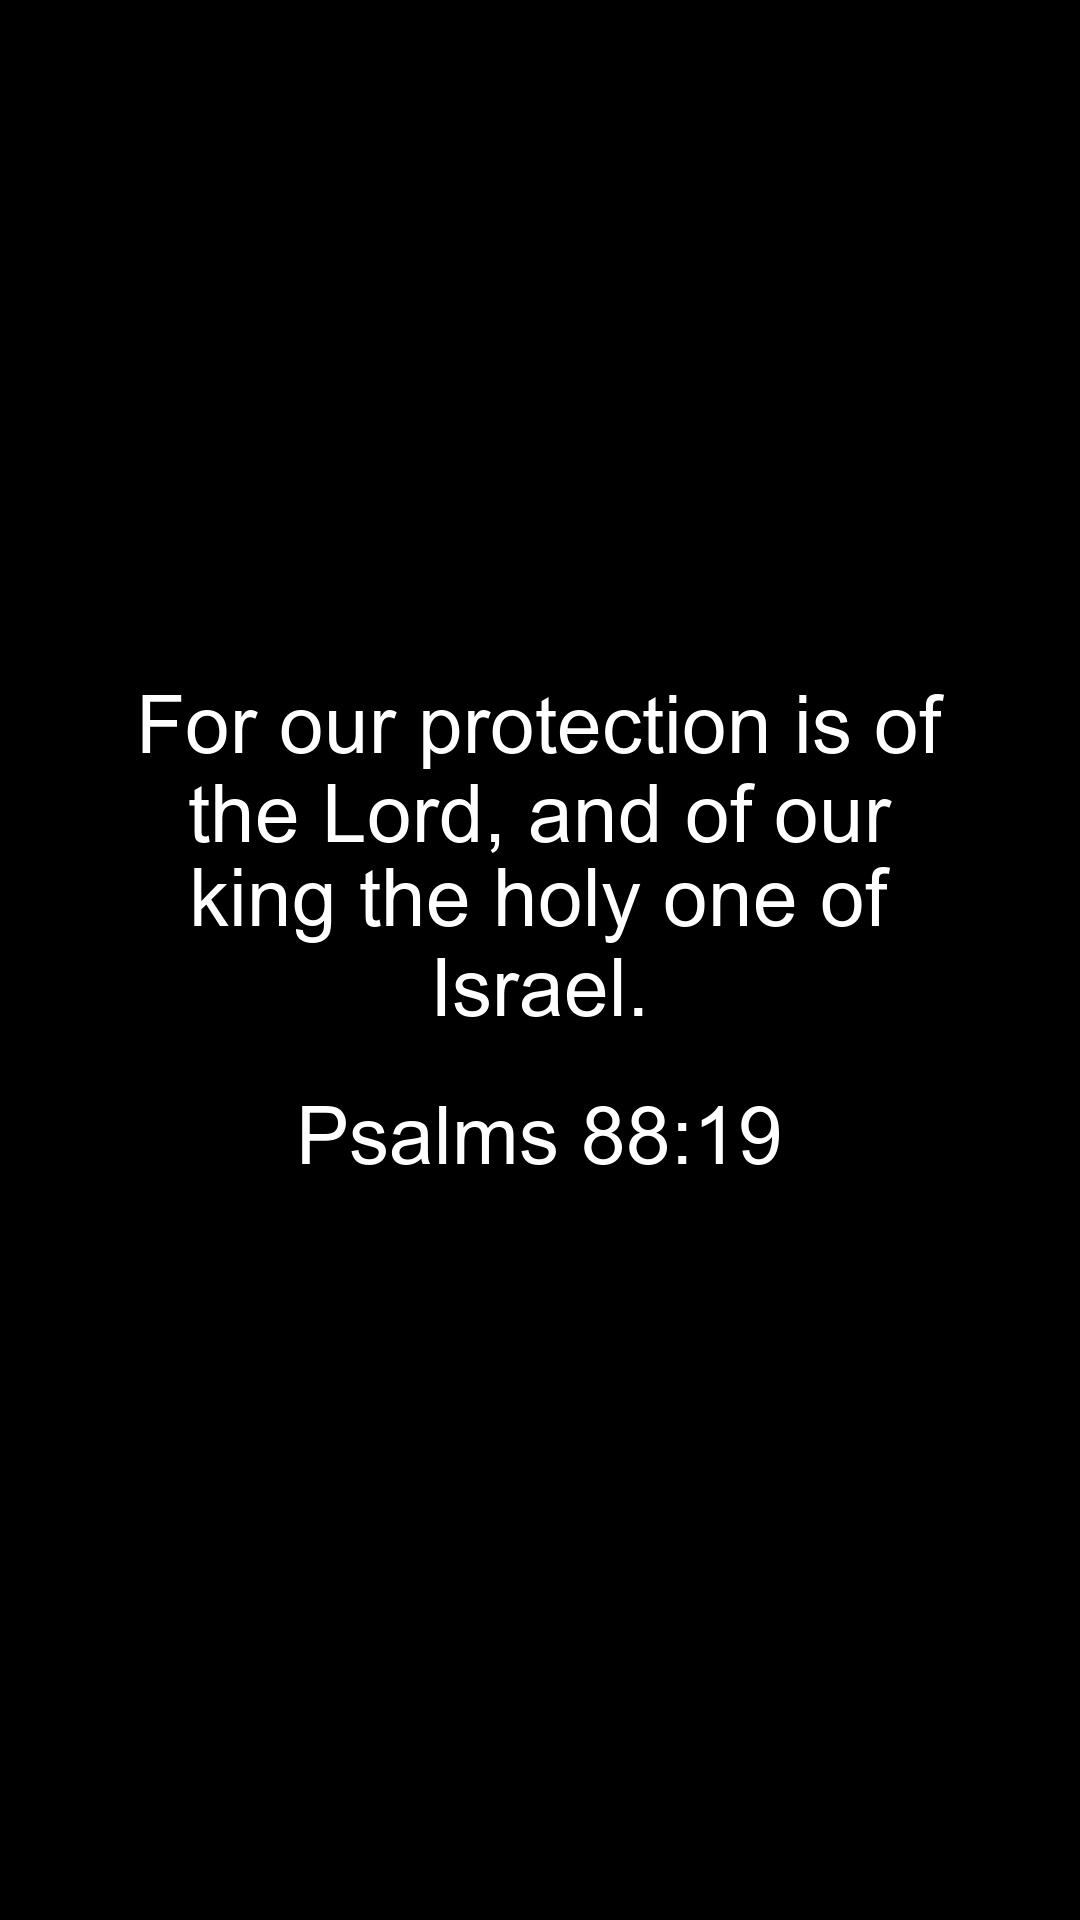 For our protection is of
the Lord, and of our
king the holy one of
Israel.
Psalms 88:19